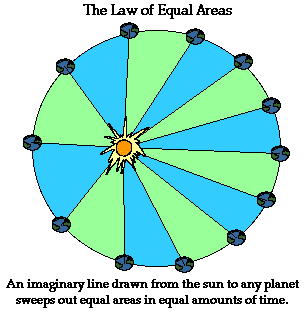 The Law of Equal Areas
An imaginary line drawn from the sun to any planet
sweeps out equal areas in equal amounts of time.